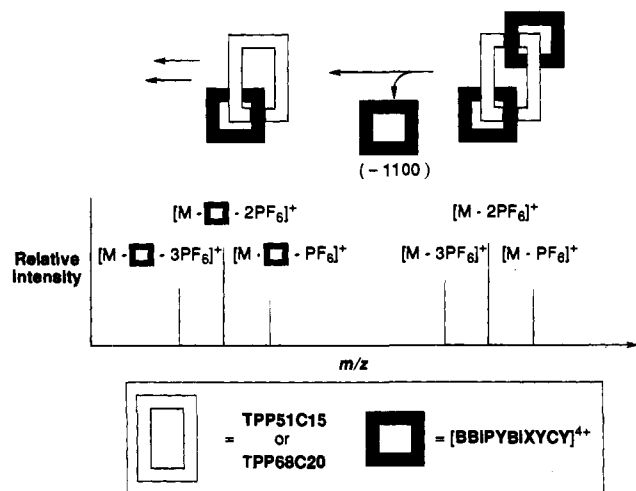 (-1100)
[M - - 2PF6]+
[M - 2PF6]+
Relative
Intensity
[M - - 3PF6]+
[M - - PF6]+
[M - 3PF6]+
[M - PF6]+
m/z
= TPP51C15
or
TPP68C20
= [BBIPYBIXYCY]4+